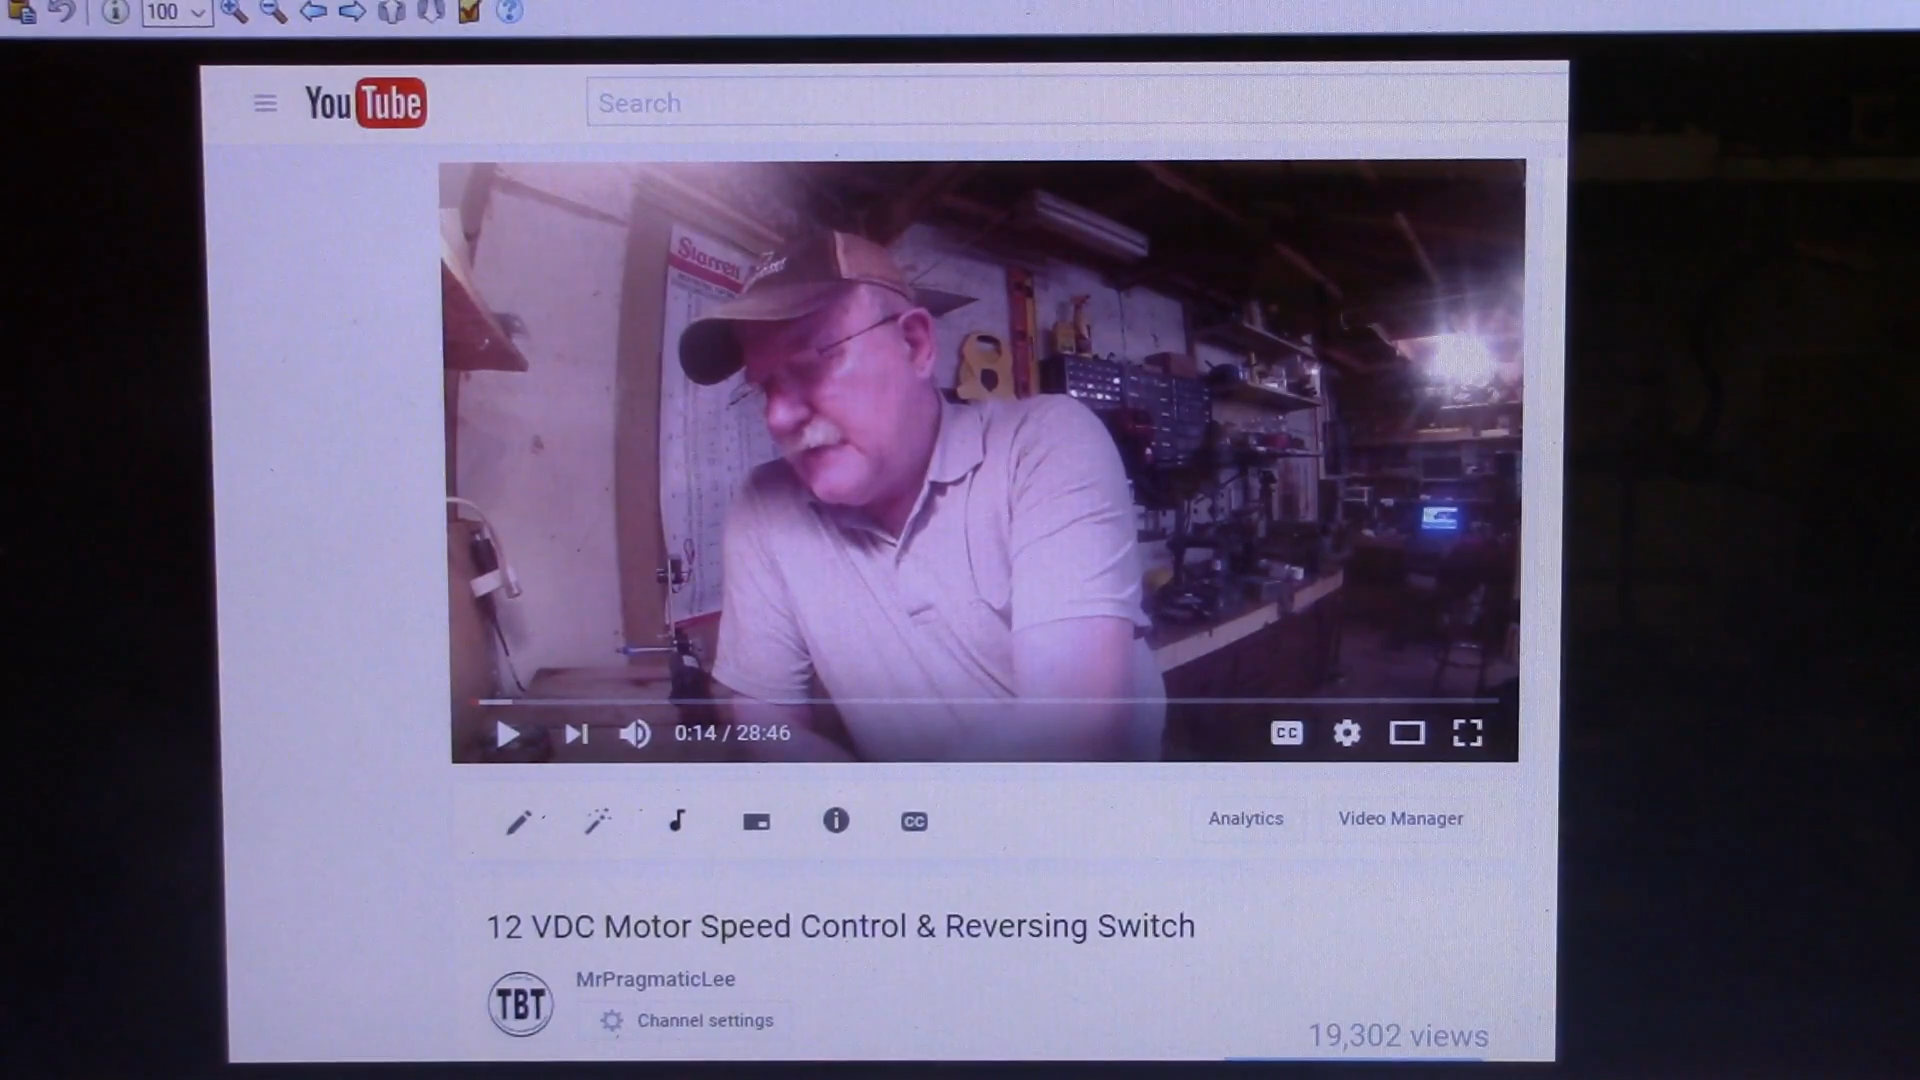 100
YouTube
Search
Starrett
0:14 / 28:46
CC
CC
Analytics
Video Manager
12 VDC Motor Speed Control & Reversing Switch
TBT
MrPragmaticLee
Channel settings
19,302 views